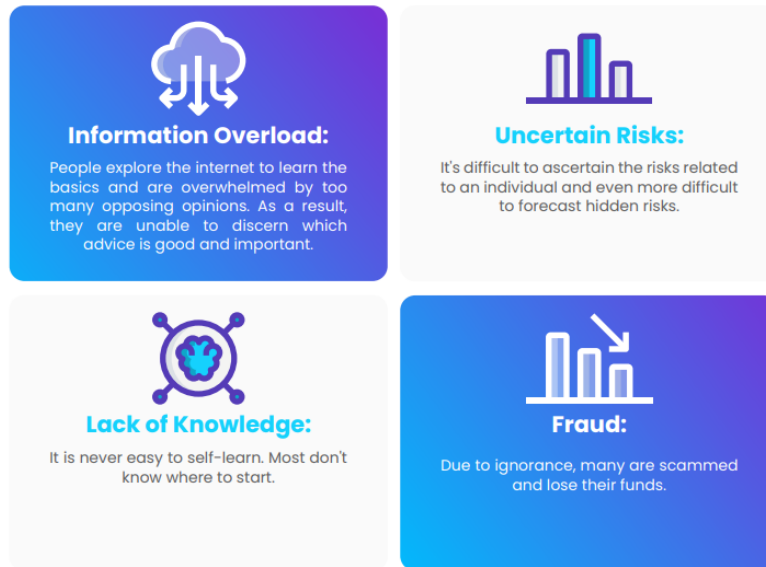 Information Overload:
People explore the internet to learn the
basics and are overwhelmed by too
many opposing opinions. As a result,
they are unable to discern which
advice is good and important.
Uncertain Risks:
It's difficult to ascertain the risks related
to an individual and even more difficult
to forecast hidden risks.
Lack of Knowledge:
It is never easy to self-learn. Most don't
know where to start.
Fraud:
Due to ignorance, many are scammed
and lose their funds.